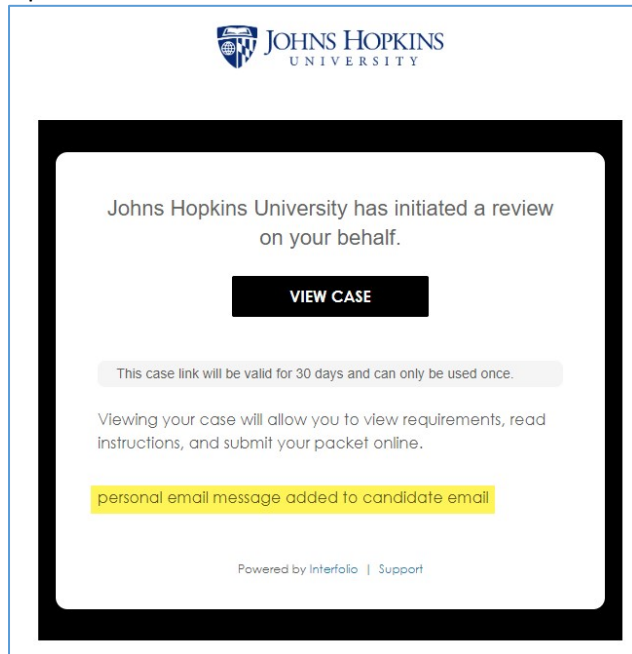 JOHNS HOPKINS
UNIVERSITY
Johns Hopkins University has initiated a review
on your behalf.
VIEW CASE
This case link will be valid for 30 days and can only be used once.
Viewing your case will allow you to view requirements, read
instructions, and submit your packet online.
personal email message added to candidate email
Powered by Interfolio | Support